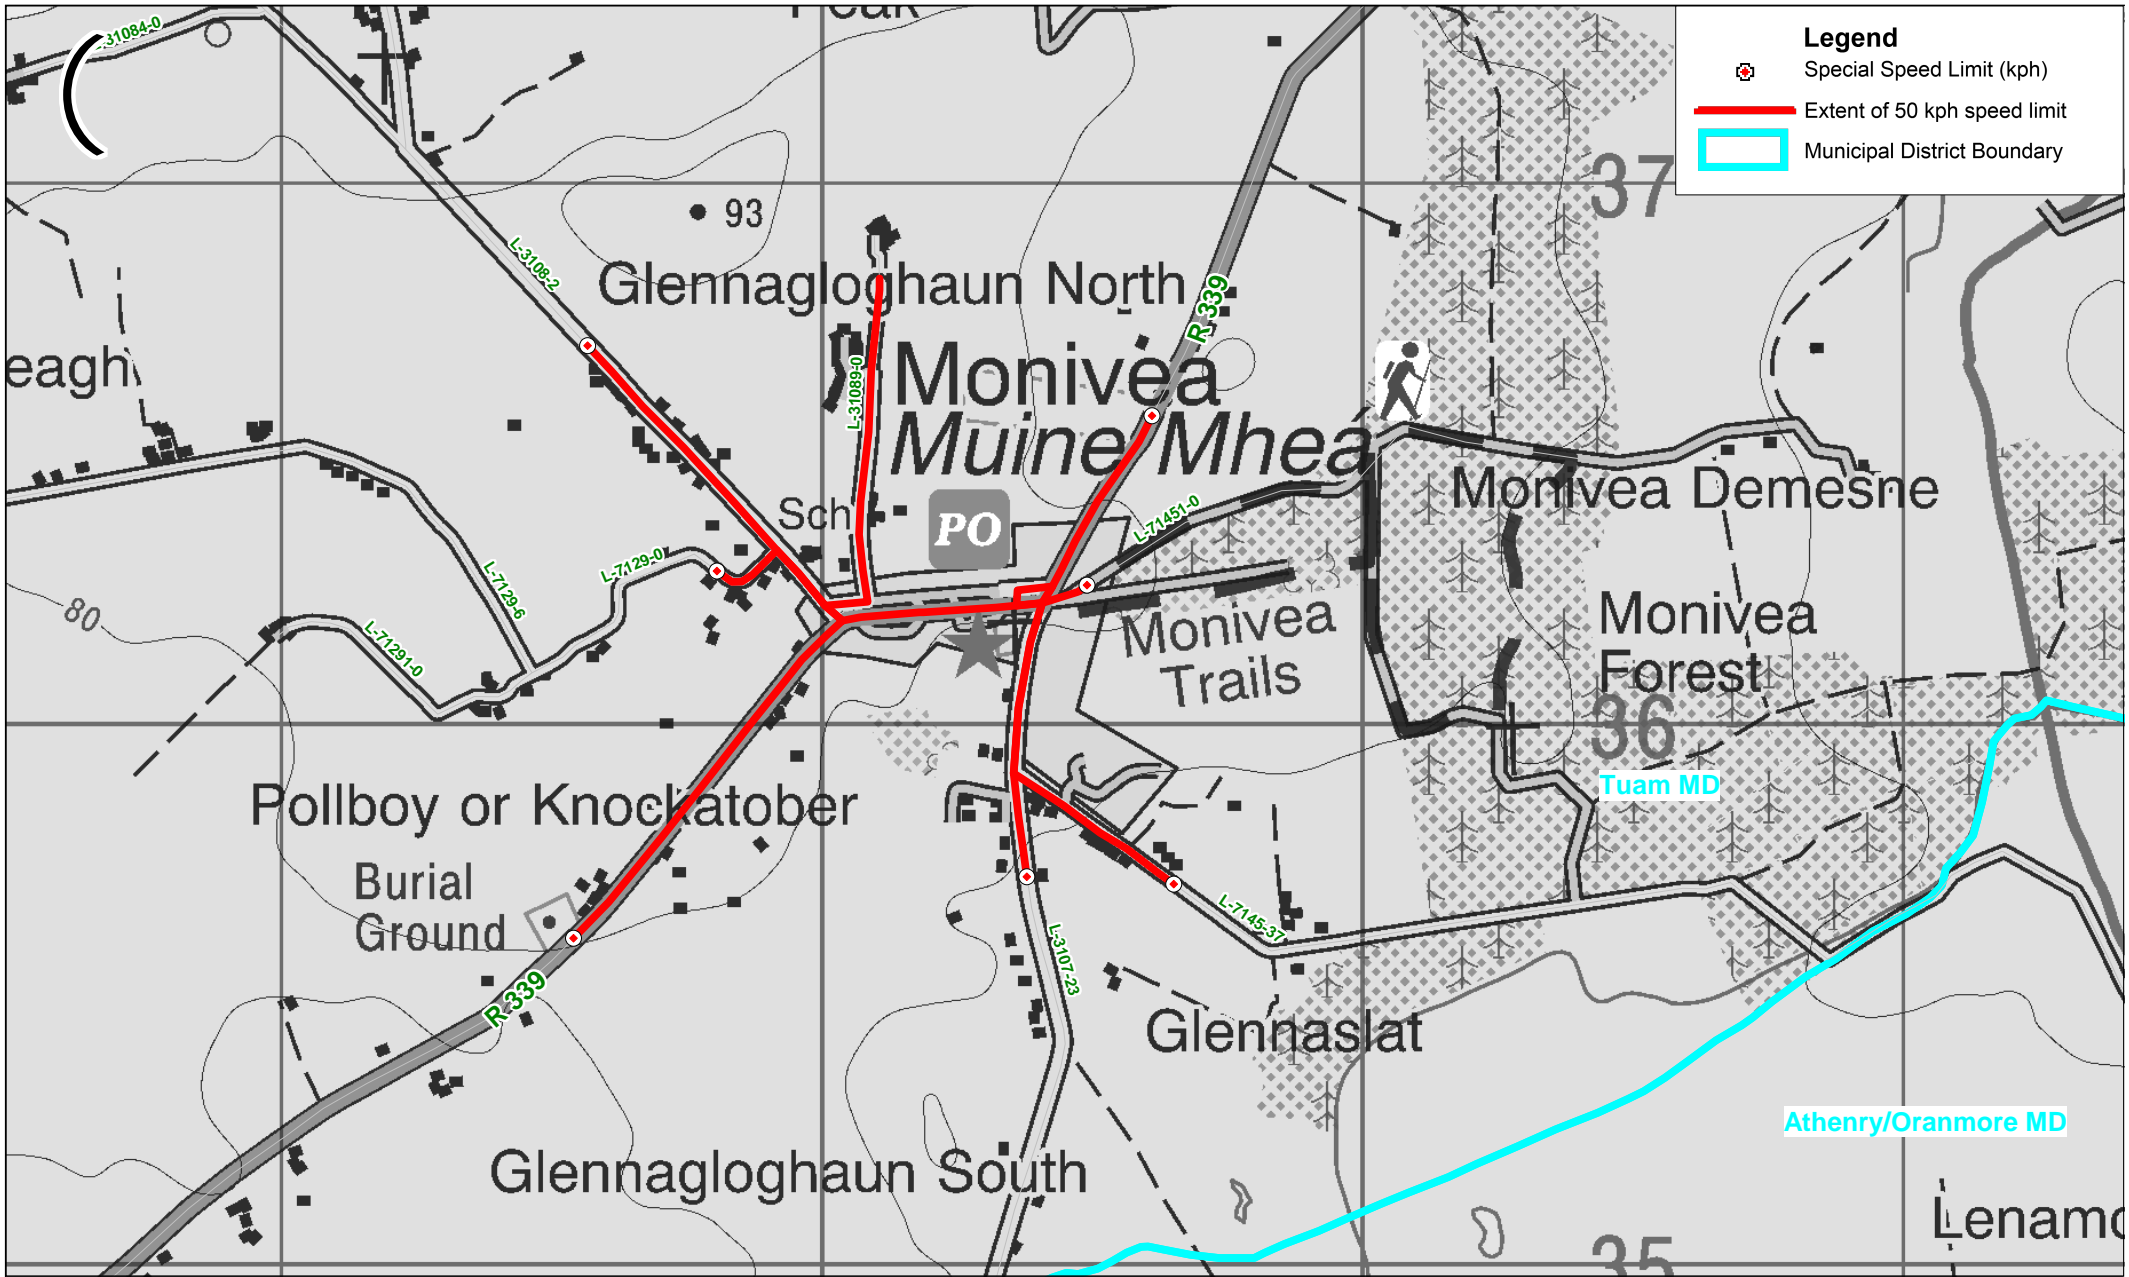 Peak
L-31084-0
Legend
Special Speed Limit (kph)
Extent of 50 kph speed limit
Municipal District Boundary
37
93
L-3108-2
Glennagloghaun North
R 339
eagh
L-31089-0
Monivea
Muine Mheá
Monivea Demesne
Sch
PO
L-71451-0
L-7129-0
L-7129-6
80
L-71291-0
Monivea
Trails
Monivea
Forest
36
Tuam MD
Pollboy or Knockatober
Burial
Ground
L-7145-37
L-3107-23
R 339
Glennaslat
Athenry/Oranmore MD
Glennagloghaun South
Lenamo
35